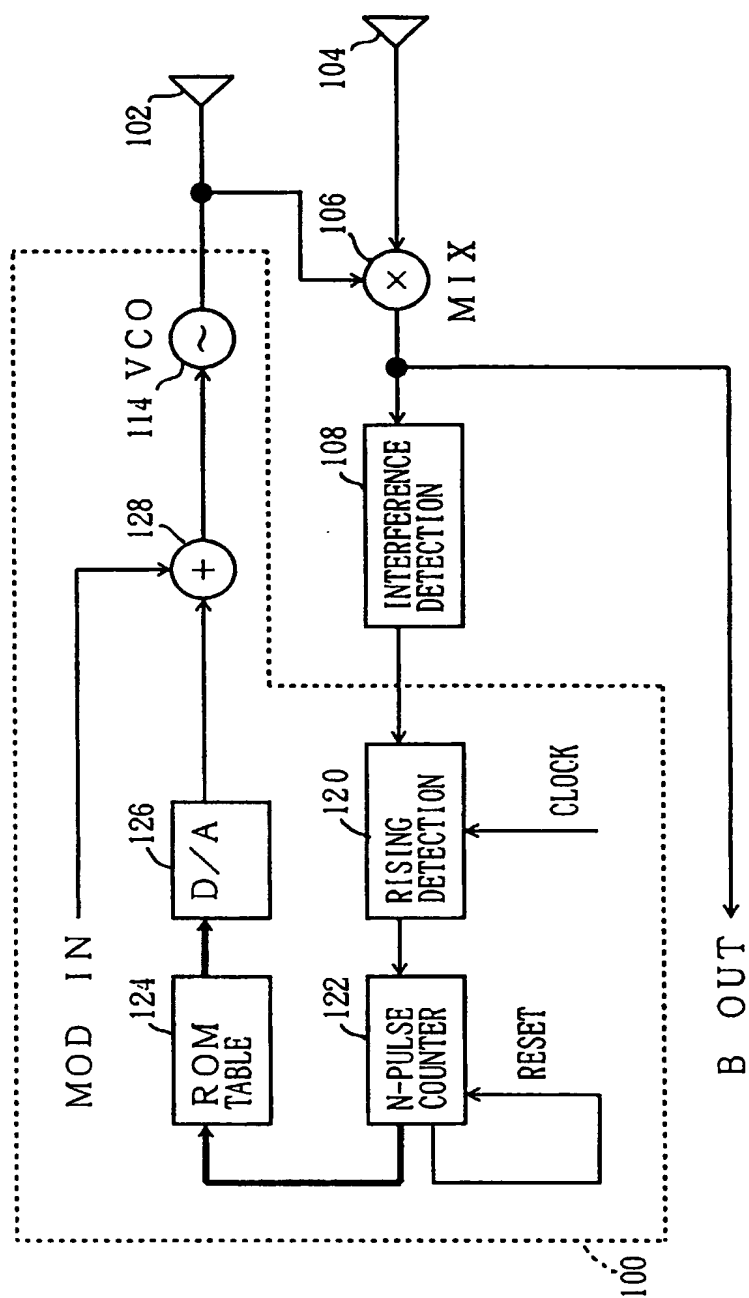 MOD IN
128
114
VCO
102
126
D/A
124
ROM
TABLE
106
104
MIX
122
N-PULSE
COUNTER
120
RISING
DETECTION
108
INTERFERENCE
DETECTION
RESET
CLOCK
100
B OUT